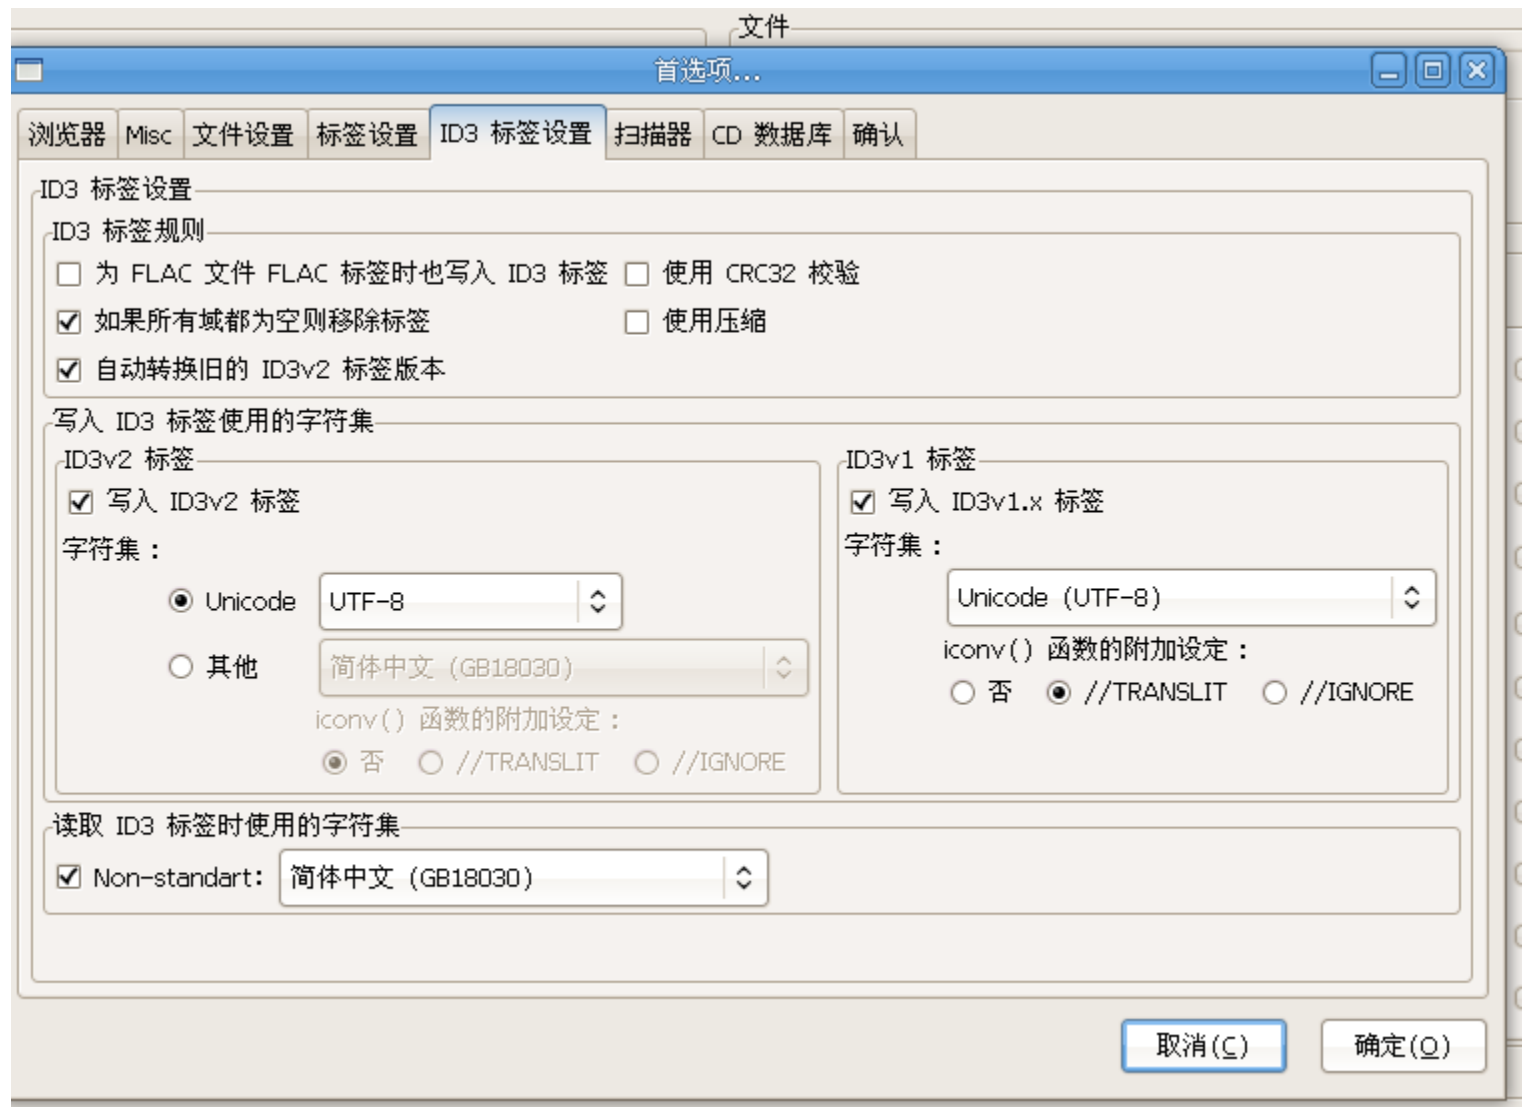 文件
首选项...
浏览器 Misc 文件设置 标签设置 ID3 标签设置 扫描器 CD 数据库 确认
ID3 标签设置
ID3 标签规则
为 FLAC 文件 FLAC 标签时也写入 ID3 标签 使用 CRC32 校验
如果所有域都为空则移除标签 使用压缩
自动转换旧的 ID3v2 标签版本
写入 ID3 标签使用的字符集
ID3v2 标签
写入 ID3v2 标签
字符集：
Unicode UTF-8
其他 简体中文 (GB18030)
iconv() 函数的附加设定：
否 //TRANSLIT //IGNORE
ID3v1 标签
写入 ID3v1.x 标签
字符集：
Unicode (UTF-8)
iconv() 函数的附加设定：
否 //TRANSLIT //IGNORE
读取 ID3 标签时使用的字符集
Non-standart: 简体中文 (GB18030)
取消(C) 确定(O)